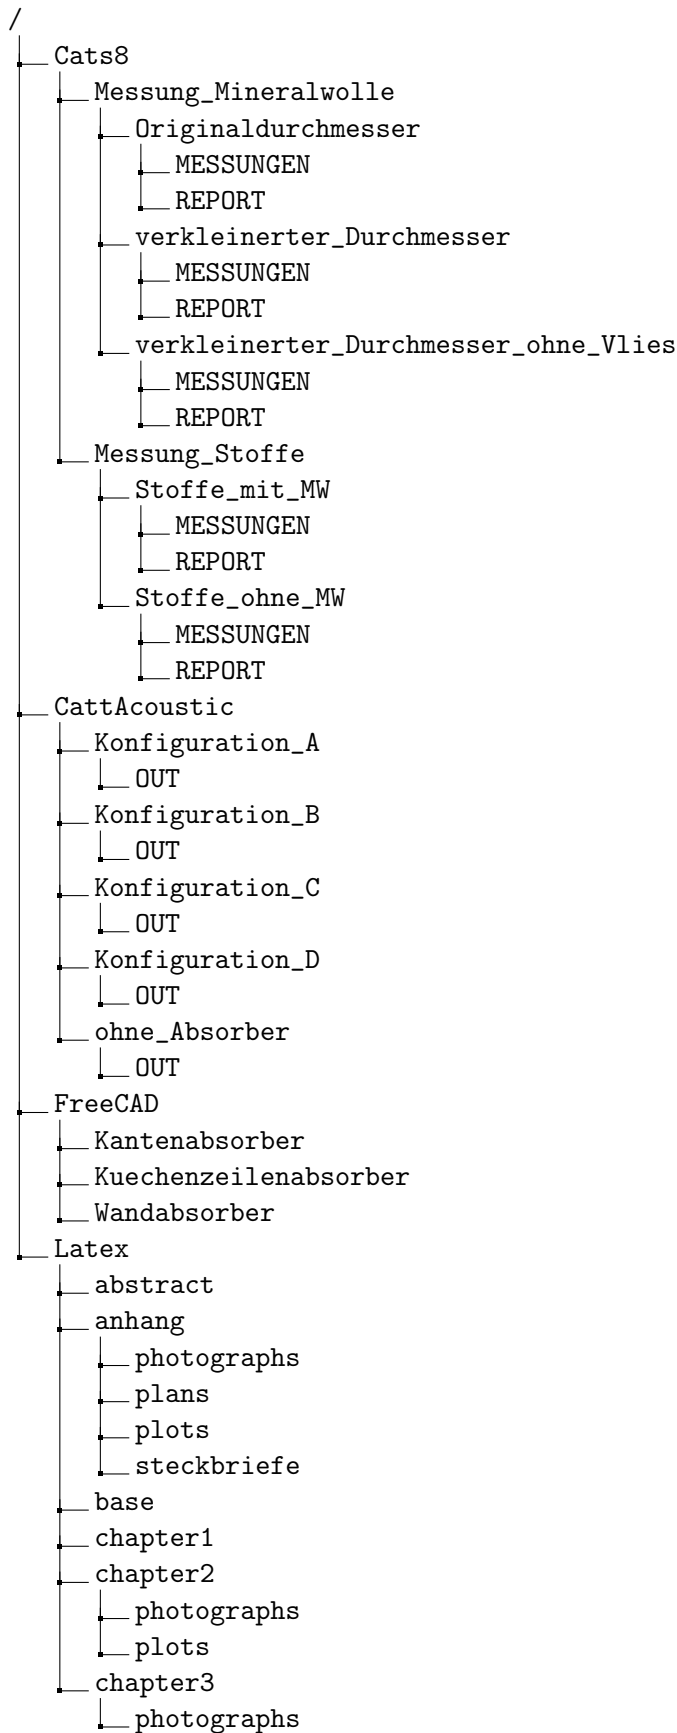 /
Cats8
Messung_Mineralwolle
Originaldurchmesser
MESSUNGEN
REPORT
verkleinerter_Durchmesser
MESSUNGEN
REPORT
verkleinerter_Durchmesser_ohne_Vlies
MESSUNGEN
REPORT
Messung_Stoffe
Stoffe_mit_MW
MESSUNGEN
REPORT
Stoffe_ohne_MW
MESSUNGEN
REPORT
CattAcoustic
Konfiguration_A
OUT
Konfiguration_B
OUT
Konfiguration_C
OUT
Konfiguration_D
OUT
ohne_Absorber
OUT
FreeCAD
Kantenabsorber
Kuechenzeilenabsorber
Wandabsorber
Latex
abstract
anhang
photographs
plans
plots
steckbriefe
base
chapter1
chapter2
photographs
plots
chapter3
photographs